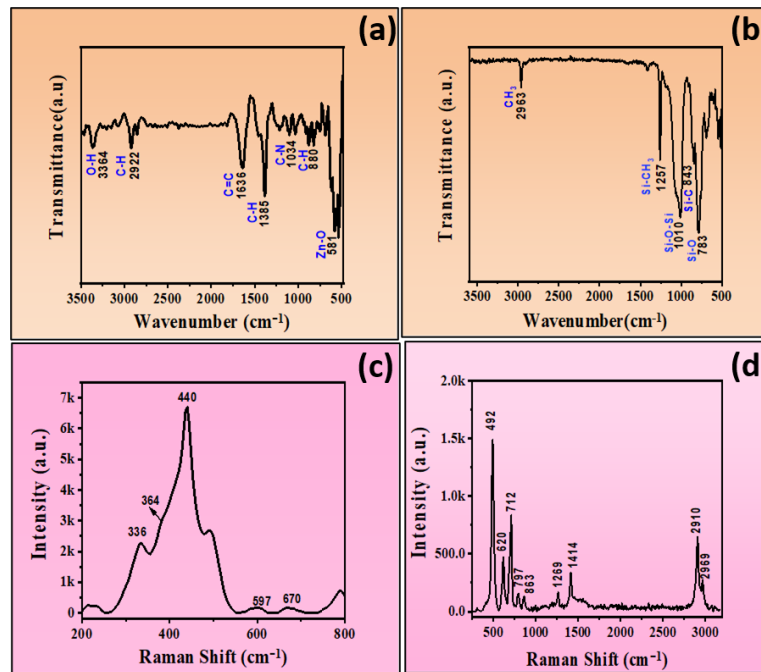 (a)
Transmittance(a.u)
O-H
3364
C-H
2922
C=C
1636
C-H
1385
C-N
1034
C-H
880
Zn-O
581
3500 3000 2500 2000 1500 1000 500
Wavenumber (cm⁻¹)
(b)
Transmittance (a.u.)
CH₃
2963
Si-CH₃
1257
Si-O-Si
1010
Si-C 843
Si-O
783
3500 3000 2500 2000 1500 1000 500
Wavenumber(cm⁻¹)
(c)
Intensity (a.u.)
7k
6k
5k
4k
3k
2k
1k
0
336
364
440
597
670
200 400 600 800
Raman Shift (cm⁻¹)
(d)
Intensity (a.u.)
2.0k
1.5k
1.0k
500.0
0.0
492
620
712
797
863
1269
1414
2910
2969
500 1000 1500 2000 2500 3000
Raman Shift (cm⁻¹)